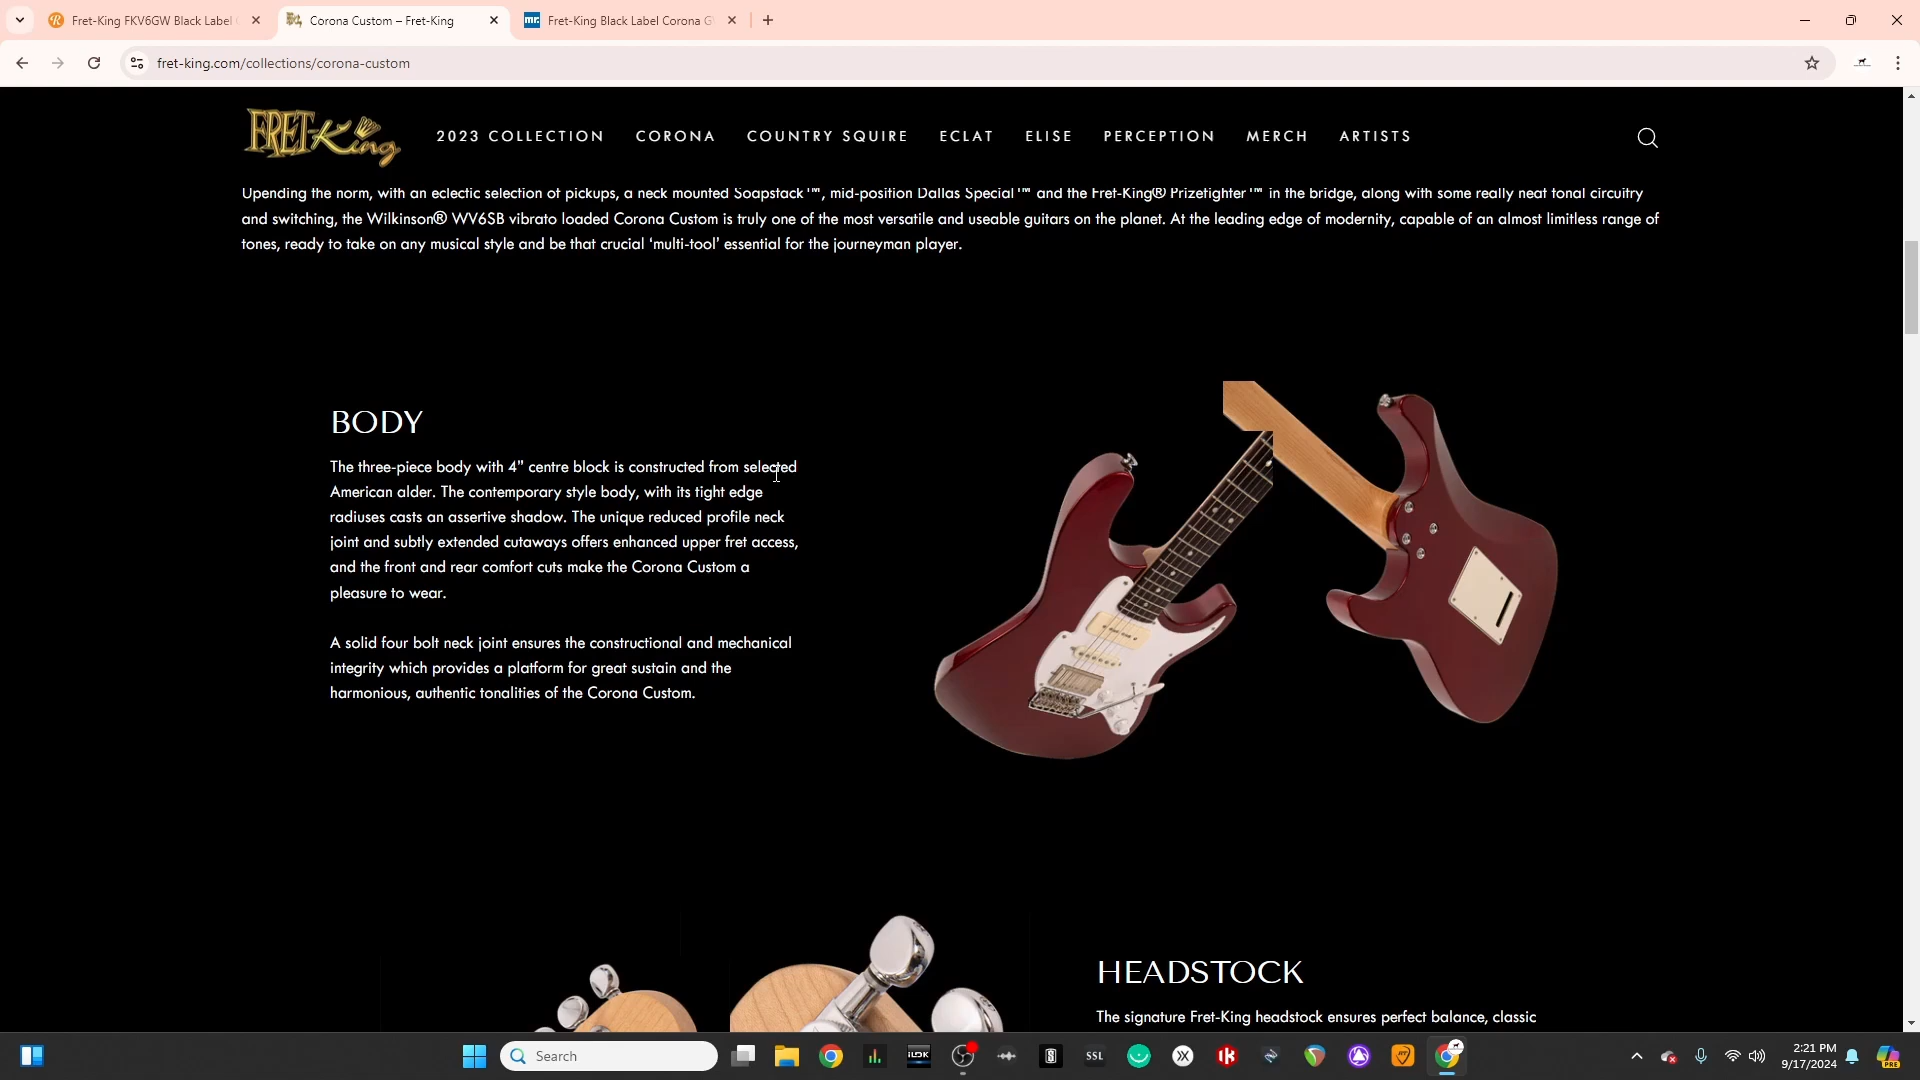 Fret-King FKV6GW Black Label
Corona Custom – Fret-King
mr.
Fret-King Black Label Corona G
fret-king.com/collections/corona-custom
FRET-King
2023 COLLECTION
CORONA
COUNTRY SQUIRE
ECLAT
ELISE
PERCEPTION
MERCH
ARTISTS
Upending the norm, with an eclectic selection of pickups, a neck mounted Soapstack™, mid-position Dallas Special™ and the Fret-King® Prizefighter™ in the bridge, along with some really neat tonal circuitry
and switching, the Wilkinson® WV6SB vibrato loaded Corona Custom is truly one of the most versatile and useable guitars on the planet. At the leading edge of modernity, capable of an almost limitless range of
tones, ready to take on any musical style and be that crucial ‘multi-tool’ essential for the journeyman player.
BODY
The three-piece body with 4" centre block is constructed from selected
American alder. The contemporary style body, with its tight edge
radiuses casts an assertive shadow. The unique reduced profile neck
joint and subtly extended cutaways offers enhanced upper fret access,
and the front and rear comfort cuts make the Corona Custom a
pleasure to wear.
A solid four bolt neck joint ensures the constructional and mechanical
integrity which provides a platform for great sustain and the
harmonious, authentic tonalities of the Corona Custom.
HEADSTOCK
The signature Fret-King headstock ensures perfect balance, classic
Search
SSL
2:21 PM
9/17/2024
PRE